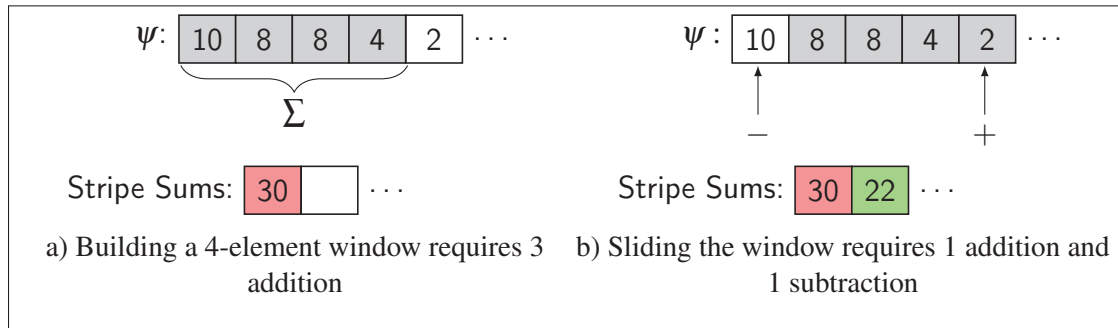 ψ: 10 8 8 4 2 ···
Σ
Stripe Sums: 30 ···
a) Building a 4-element window requires 3
addition
ψ : 10 8 8 4 2 ···
− +
Stripe Sums: 30 22 ···
b) Sliding the window requires 1 addition and
1 subtraction